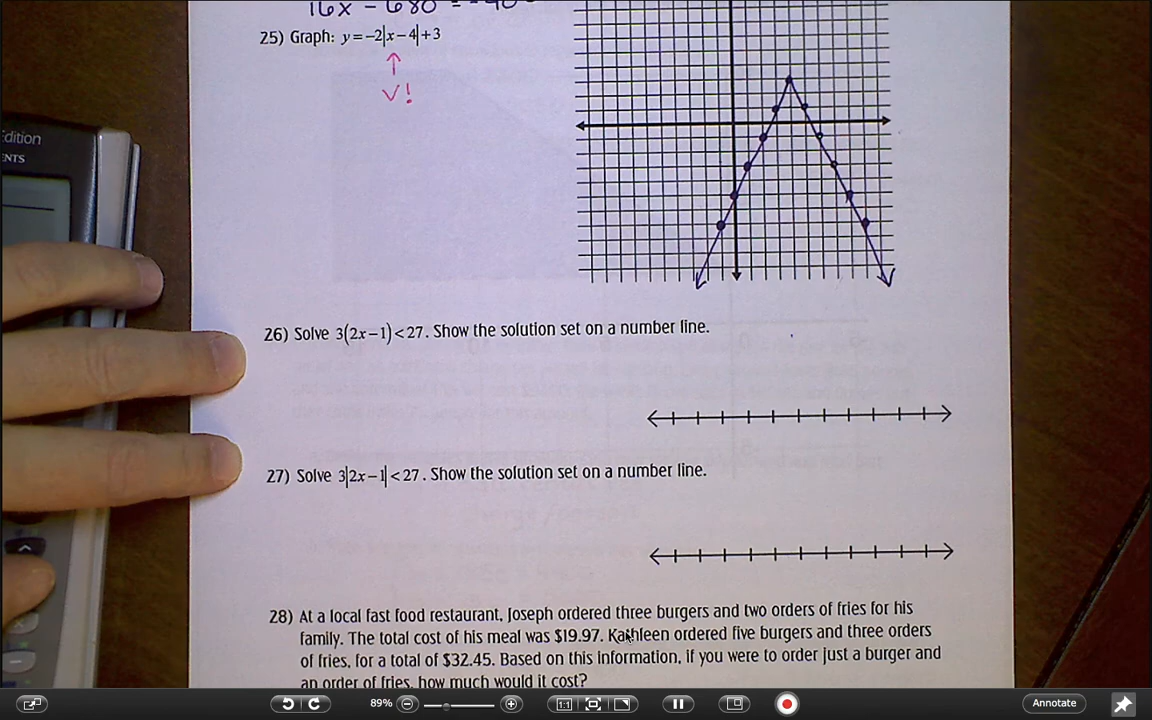 16x - 680 = -40
25) Graph: y=-2|x-4|+3
↑
V!
dition
NTS
26) Solve 3(2x-1)<27. Show the solution set on a number line.
27) Solve 3|2x-1|<27. Show the solution set on a number line.
28) At a local fast food restaurant, Joseph ordered three burgers and two orders of fries for his
family. The total cost of his meal was $19.97. Kathleen ordered five burgers and three orders
of fries, for a total of $32.45. Based on this information, if you were to order just a burger and
an order of fries, how much would it cost?
89%
1:1
Annotate